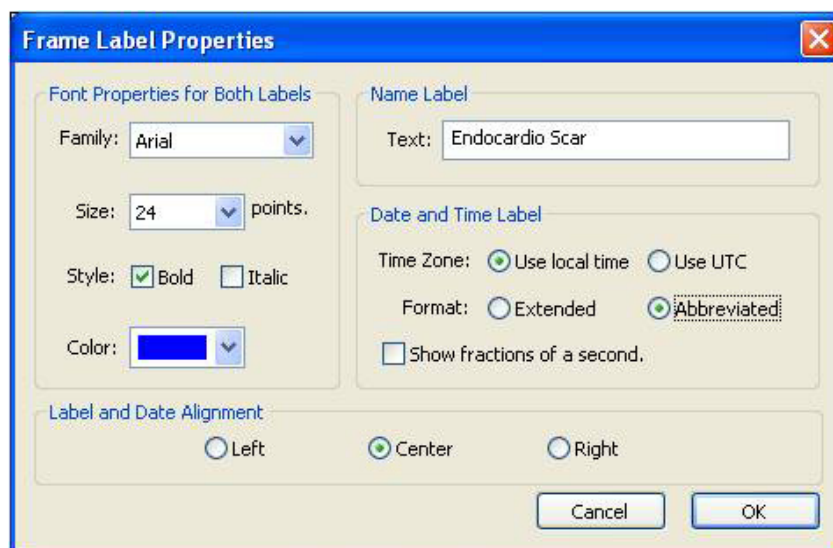 Frame Label Properties
Font Properties for Both Labels
Family: Arial
Size: 24 points.
Style: Bold Italic
Color:
Name Label
Text: Endocardio Scar
Date and Time Label
Time Zone: Use local time Use UTC
Format: Extended Abbreviated
Show fractions of a second.
Label and Date Alignment
Left Center Right
Cancel OK